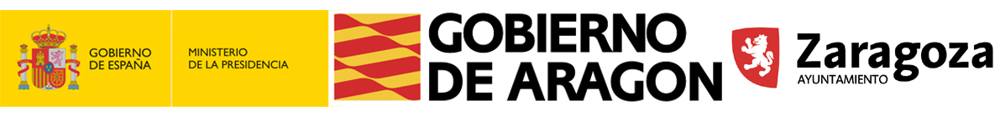 GOBIERNO
DE ESPAÑA
MINISTERIO
DE LA PRESIDENCIA
GOBIERNO
DE ARAGON
Zaragoza
AYUNTAMIENTO